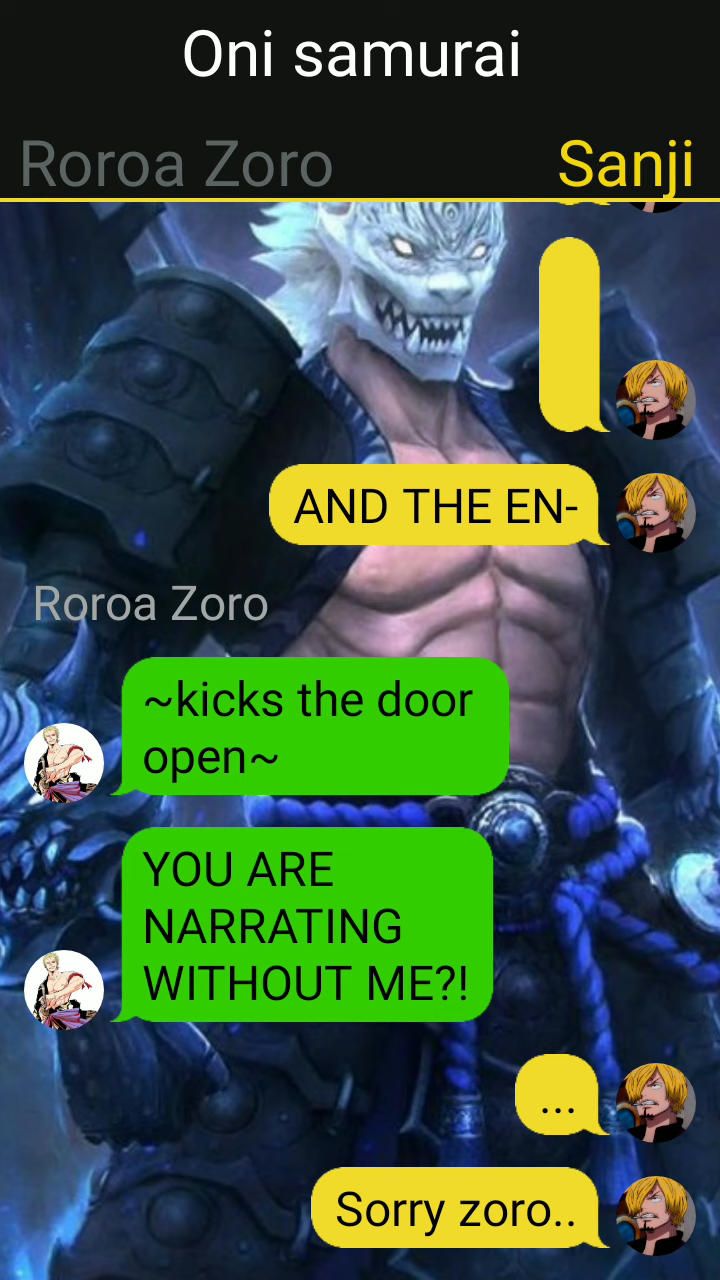 Oni samurai
Roroa Zoro
Sanji
AND THE EN-
Roroa Zoro
~kicks the door
open~
YOU ARE
NARRATING
WITHOUT ME?!
...
Sorry zoro..